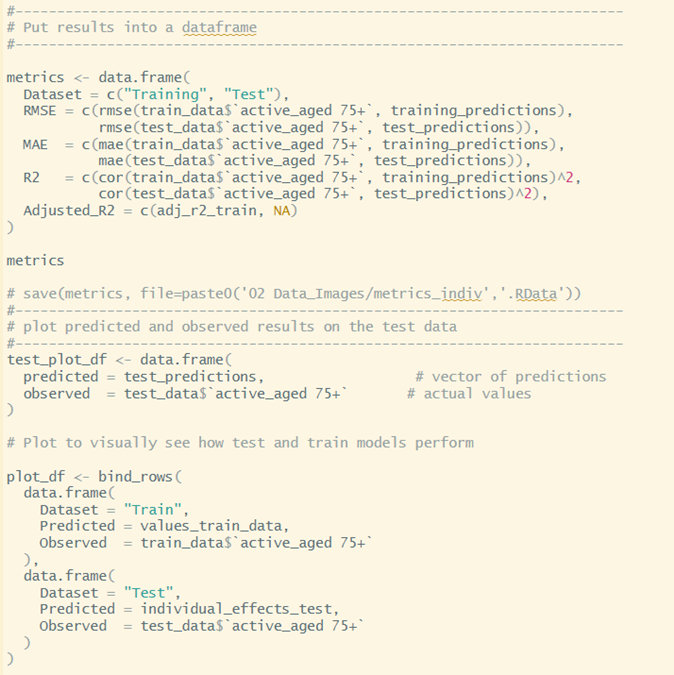 #---------------------------------------------------------------------
# Put results into a dataframe
#---------------------------------------------------------------------

metrics <- data.frame(
  Dataset = c("Training", "Test"),
  RMSE = c(rmse(train_data$`active_aged 75+`, training_predictions),
           rmse(test_data$`active_aged 75+`, test_predictions)),
  MAE  = c(mae(train_data$`active_aged 75+`, training_predictions),
           mae(test_data$`active_aged 75+`, test_predictions)),
  R2   = c(cor(train_data$`active_aged 75+`, training_predictions)^2,
           cor(test_data$`active_aged 75+`, test_predictions)^2),
  Adjusted_R2 = c(adj_r2_train, NA)
)

metrics

# save(metrics, file=paste0('02 Data_Images/metrics_indiv','.RData'))
#---------------------------------------------------------------------
# plot predicted and observed results on the test data
#---------------------------------------------------------------------
test_plot_df <- data.frame(
  predicted = test_predictions,                  # vector of predictions
  observed  = test_data$`active_aged 75+`       # actual values
)

# Plot to visually see how test and train models perform

plot_df <- bind_rows(
  data.frame(
    Dataset = "Train",
    Predicted = values_train_data,
    Observed  = train_data$`active_aged 75+`
  ),
  data.frame(
    Dataset = "Test",
    Predicted = individual_effects_test,
    Observed  = test_data$`active_aged 75+`
  )
)